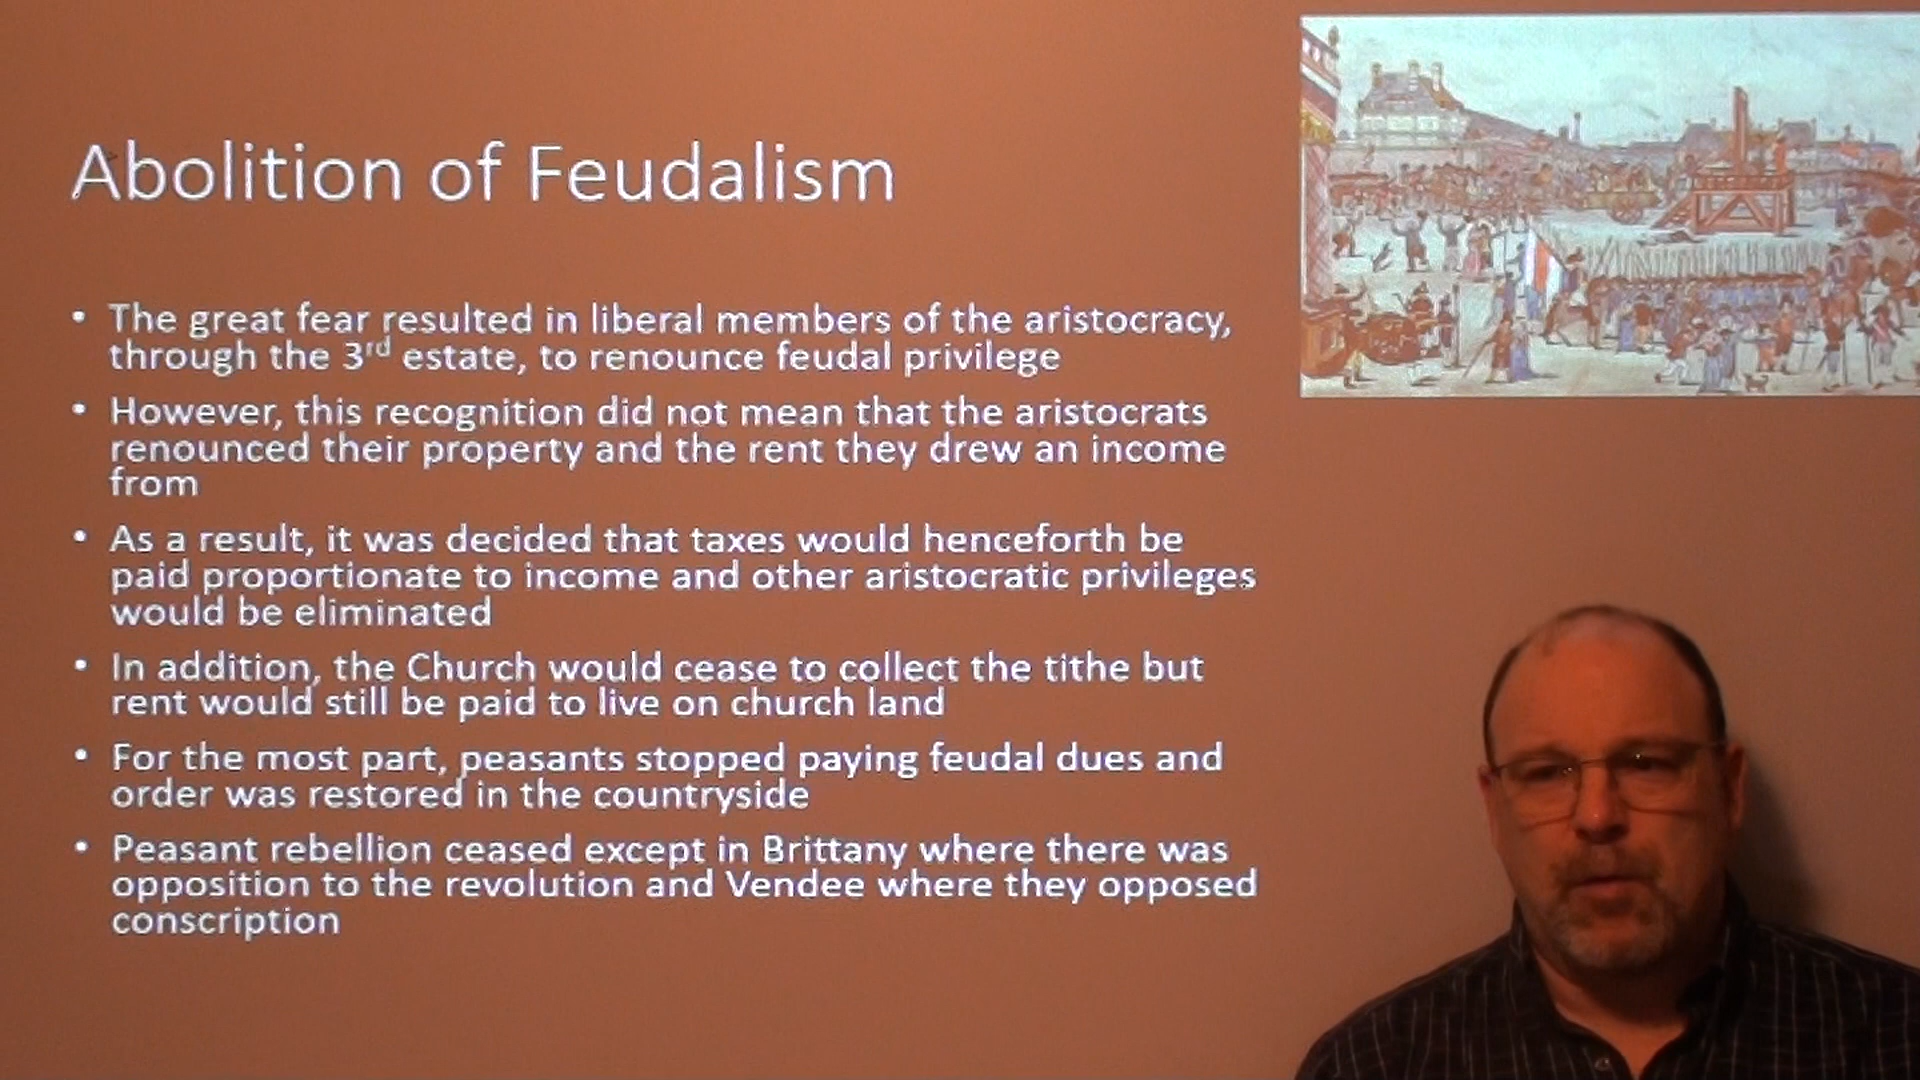 Abolition of Feudalism
• The great fear resulted in liberal members of the aristocracy,
through the 3rd estate, to renounce feudal privilege
• However, this recognition did not mean that the aristocrats
renounced their property and the rent they drew an income
from
• As a result, it was decided that taxes would henceforth be
paid proportionate to income and other aristocratic privileges
would be eliminated
• In addition, the Church would cease to collect the tithe but
rent would still be paid to live on church land
• For the most part, peasants stopped paying feudal dues and
order was restored in the countryside
• Peasant rebellion ceased except in Brittany where there was
opposition to the revolution and Vendee where they opposed
conscription